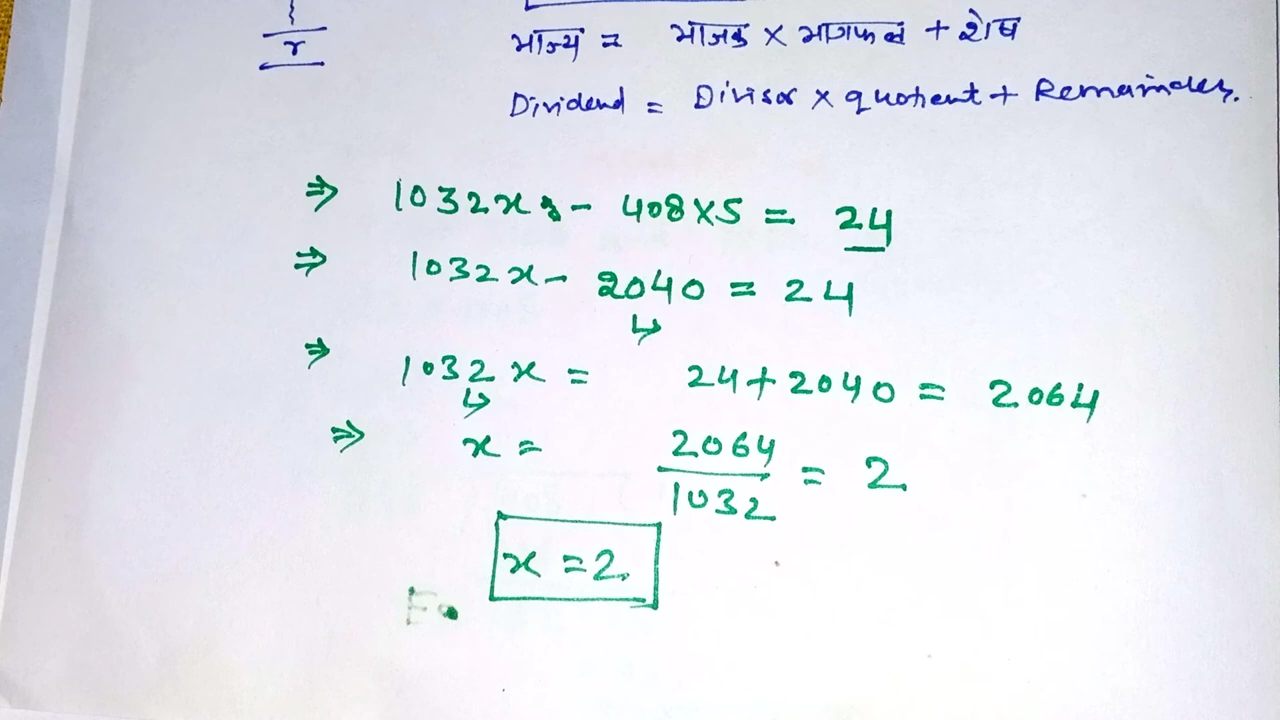 r
भाज्य = भाजक × भागफल + शेष
Dividend = Divisor × quotient + Remainder.
⇒ 1032x - 408×5 = 24
⇒ 1032x - 2040 = 24
⇒ 1032x = 24+2040 = 2064
⇒ x = 2064/1032 = 2
x = 2